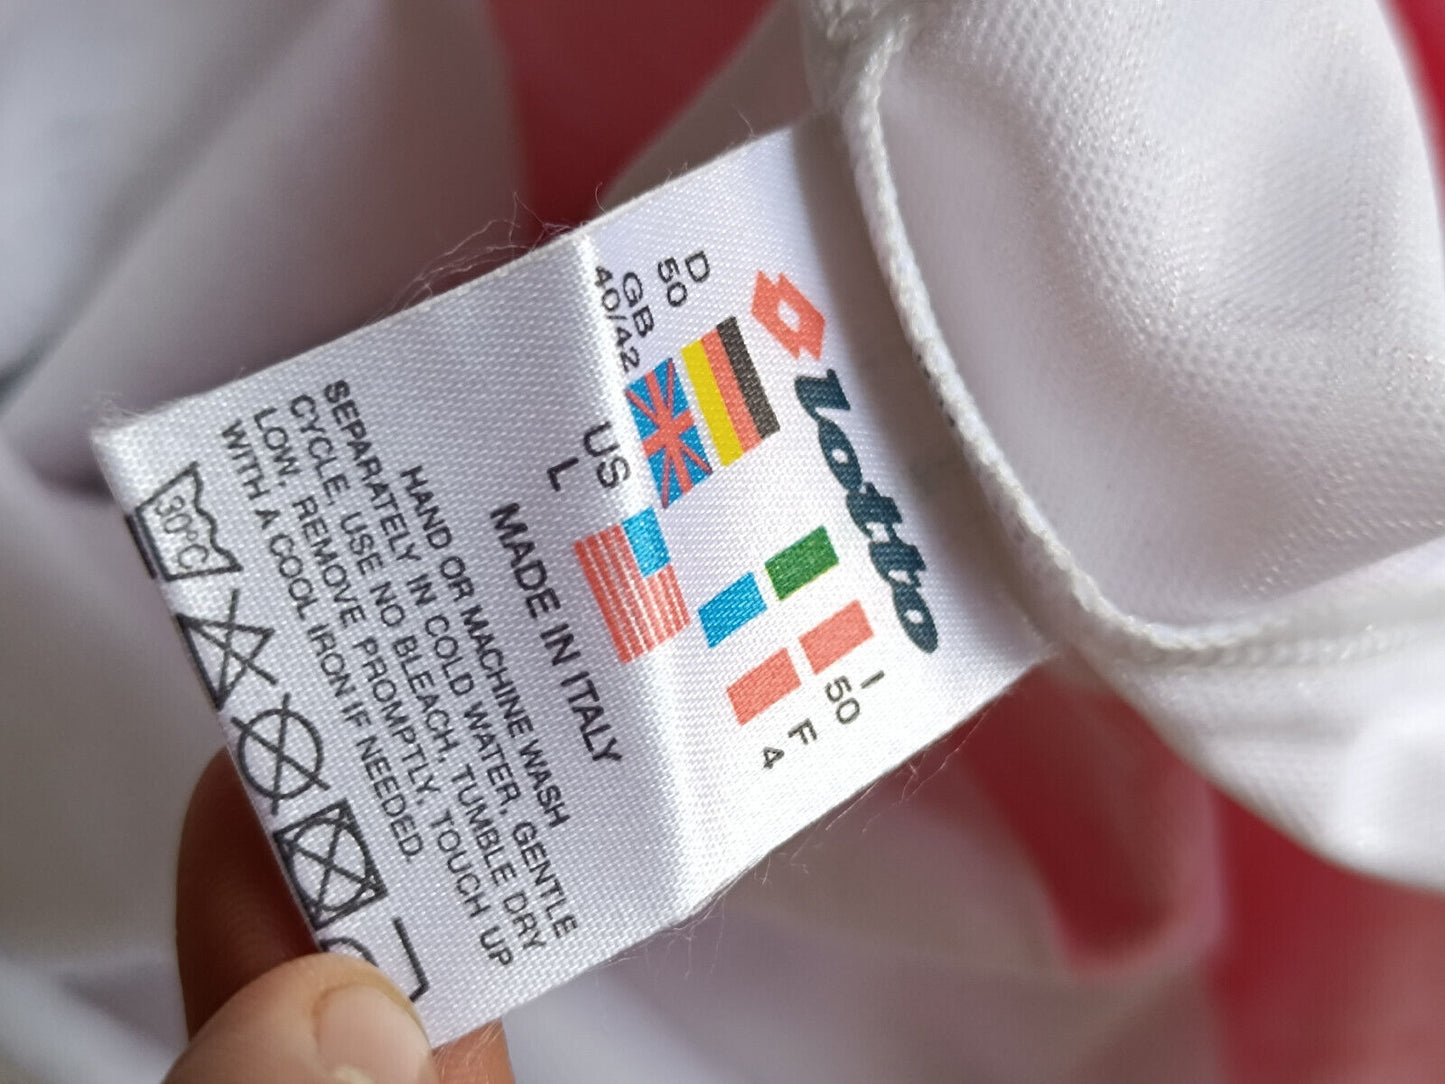 Lotto
D
50
GB
40/42
I
50
F
4
US
L
MADE IN ITALY
HAND OR MACHINE WASH
SEPARATELY IN COLD WATER, GENTLE
CYCLE, USE NO BLEACH, TUMBLE DRY
LOW, REMOVE PROMPTLY, TOUCH UP
WITH A COOL IRON IF NEEDED.
30°C